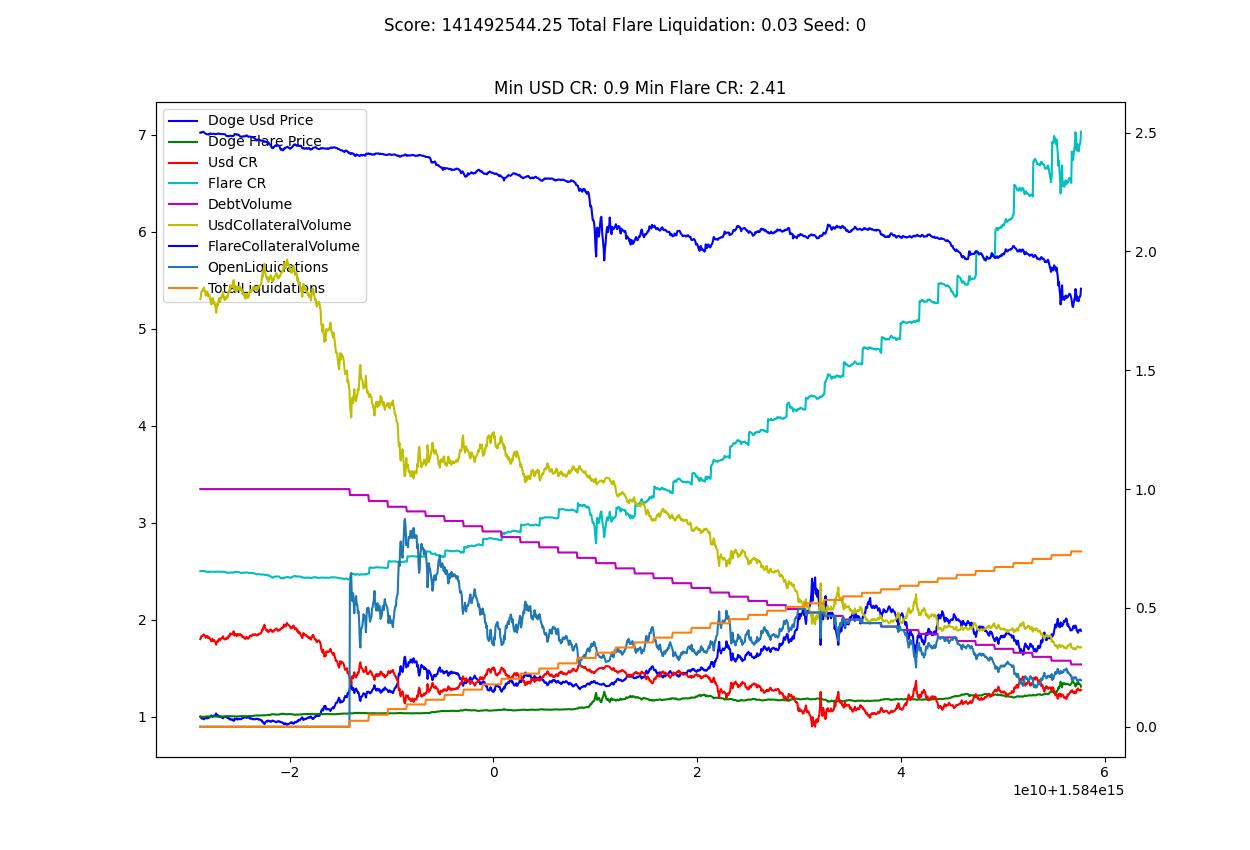 Score: 141492544.25 Total Flare Liquidation: 0.03 Seed: 0
Min USD CR: 0.9 Min Flare CR: 2.41
Doge Usd Price
Doge Flare Price
Usd CR
Flare CR
DebtVolume
UsdCollateralVolume
FlareCollateralVolume
OpenLiquidations
TotalLiquidations
7
6
5
4
3
2
1
2.5
2.0
1.5
1.0
0.5
0.0
−2
0
2
4
6
1e10+1.584e15